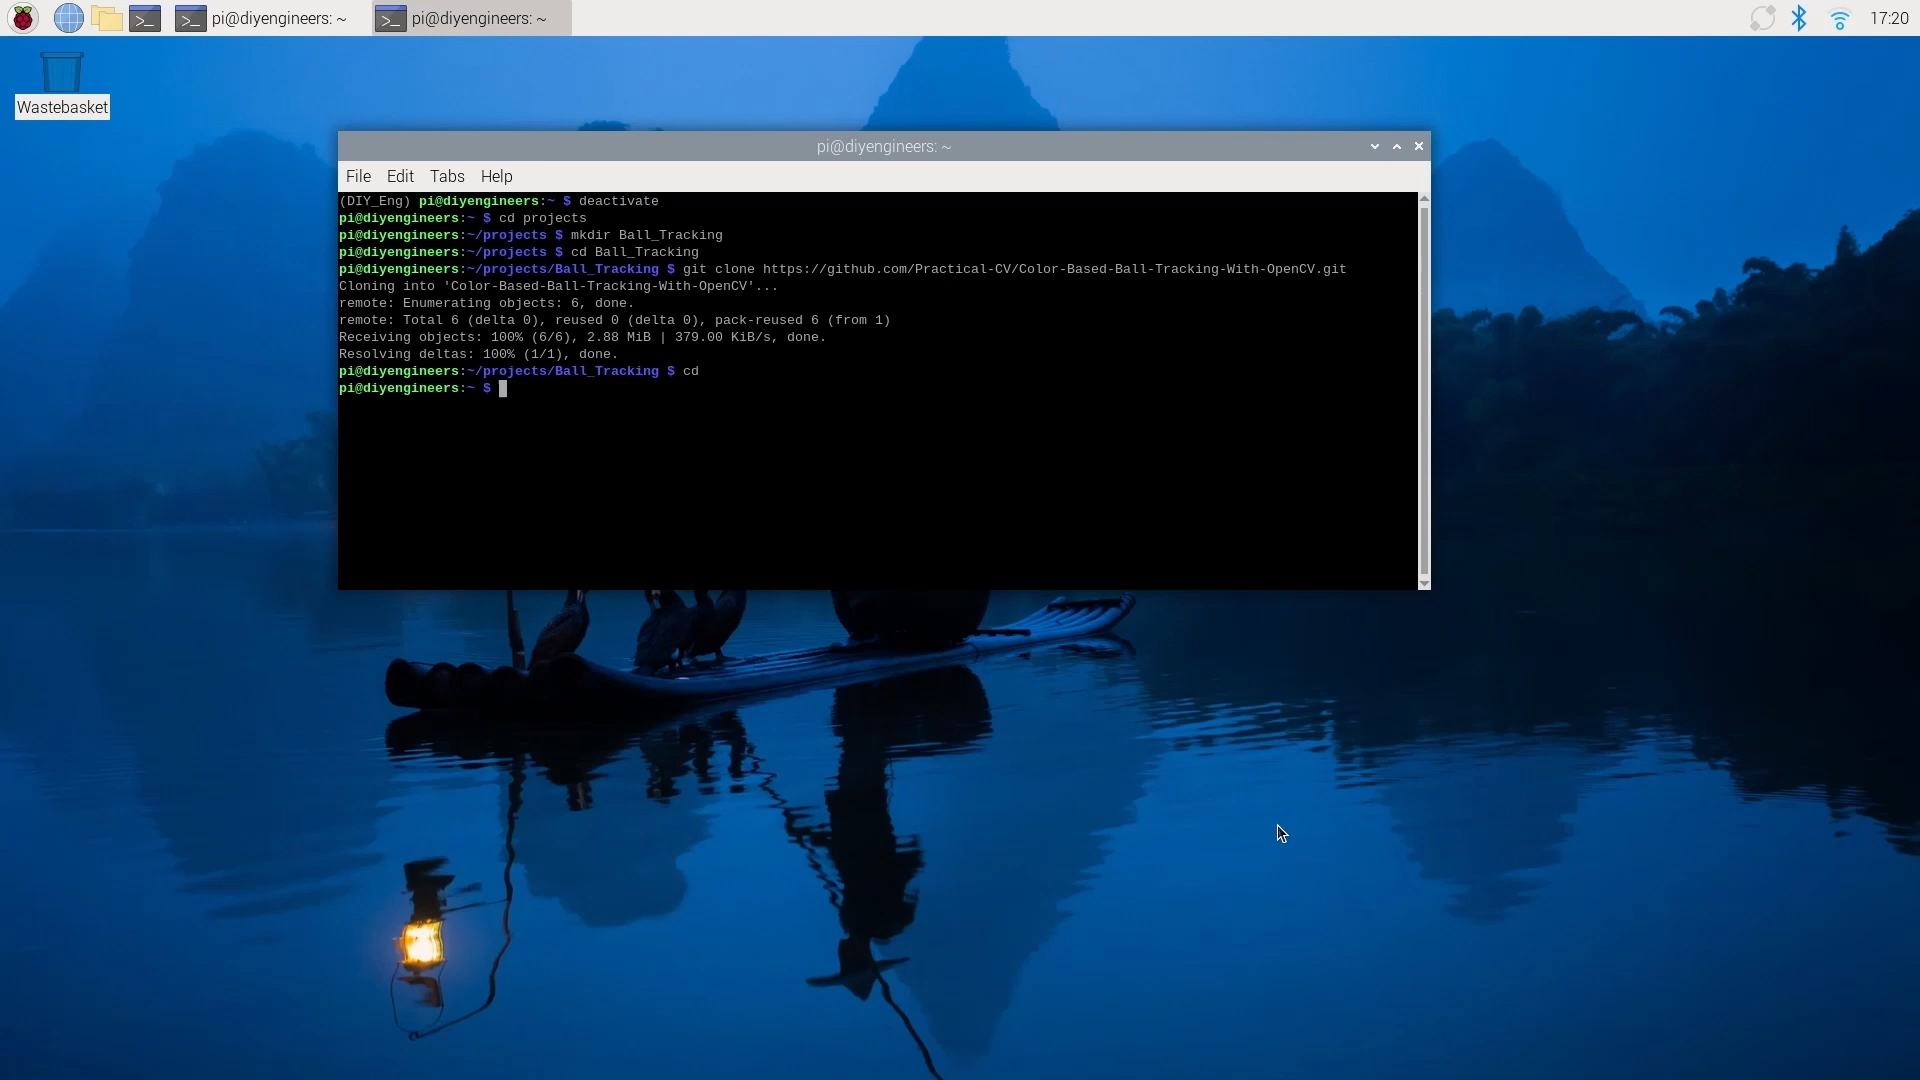 pi@diyengineers: ~
pi@diyengineers: ~
17:20
Wastebasket
pi@diyengineers: ~
File Edit Tabs Help
(DIY_Eng) pi@diyengineers:~ $ deactivate
pi@diyengineers:~ $ cd projects
pi@diyengineers:~/projects $ mkdir Ball_Tracking
pi@diyengineers:~/projects $ cd Ball_Tracking
pi@diyengineers:~/projects/Ball_Tracking $ git clone https://github.com/Practical-CV/Color-Based-Ball-Tracking-With-OpenCV.git
Cloning into 'Color-Based-Ball-Tracking-With-OpenCV'...
remote: Enumerating objects: 6, done.
remote: Total 6 (delta 0), reused 0 (delta 0), pack-reused 6 (from 1)
Receiving objects: 100% (6/6), 2.88 MiB | 379.00 KiB/s, done.
Resolving deltas: 100% (1/1), done.
pi@diyengineers:~/projects/Ball_Tracking $ cd
pi@diyengineers:~ $